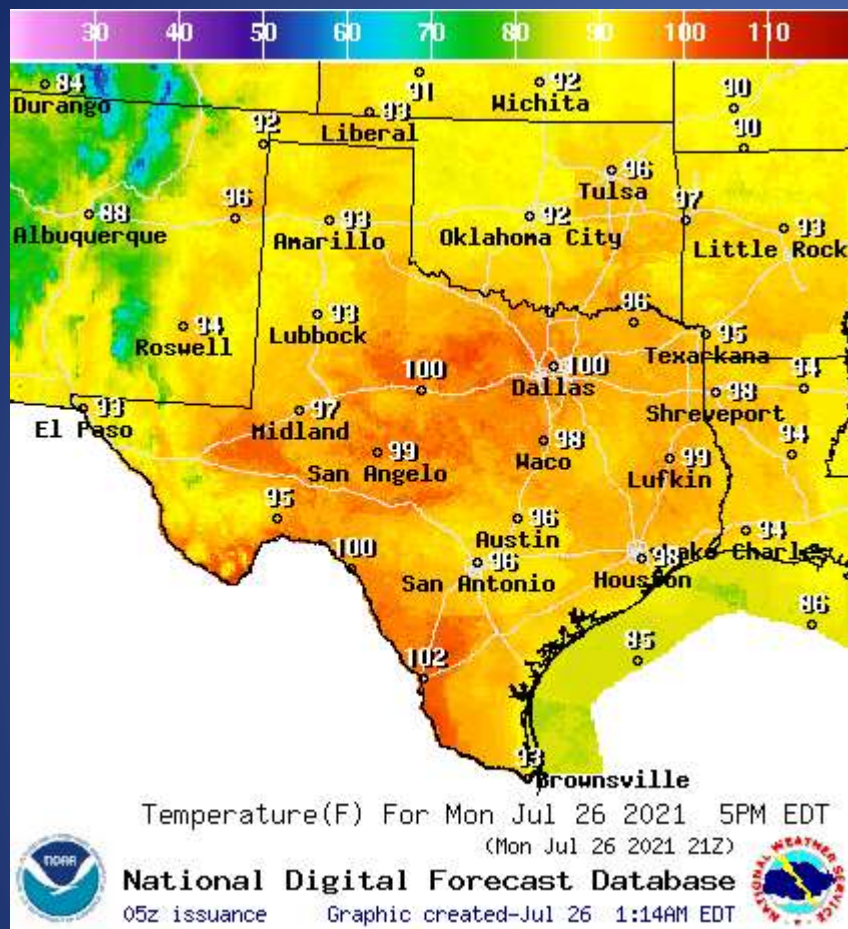 30 40 50 60 70 80 90 100 110
84
Durango
91
92
Wichita
90
93
Liberal
92
90
96
Tulsa
88
Albuquerque
96
93
Amarillo
92
Oklahoma City
97
93
Little Rock
94
Roswell
93
Lubbock
96
95
Texarkana
100
100
Dallas
98
Shreveport
94
93
El Paso
97
Midland
99
San Angelo
98
Waco
99
Lufkin
94
95
96
Austin
94
Lake Charles
100
96
San Antonio
98
Houston
86
85
102
93
Brownsville
Temperature(F) For Mon Jul 26 2021 5PM EDT
(Mon Jul 26 2021 21Z)
National Digital Forecast Database
05z issuance Graphic created-Jul 26 1:14AM EDT
NOAA
NATIONAL WEATHER SERVICE